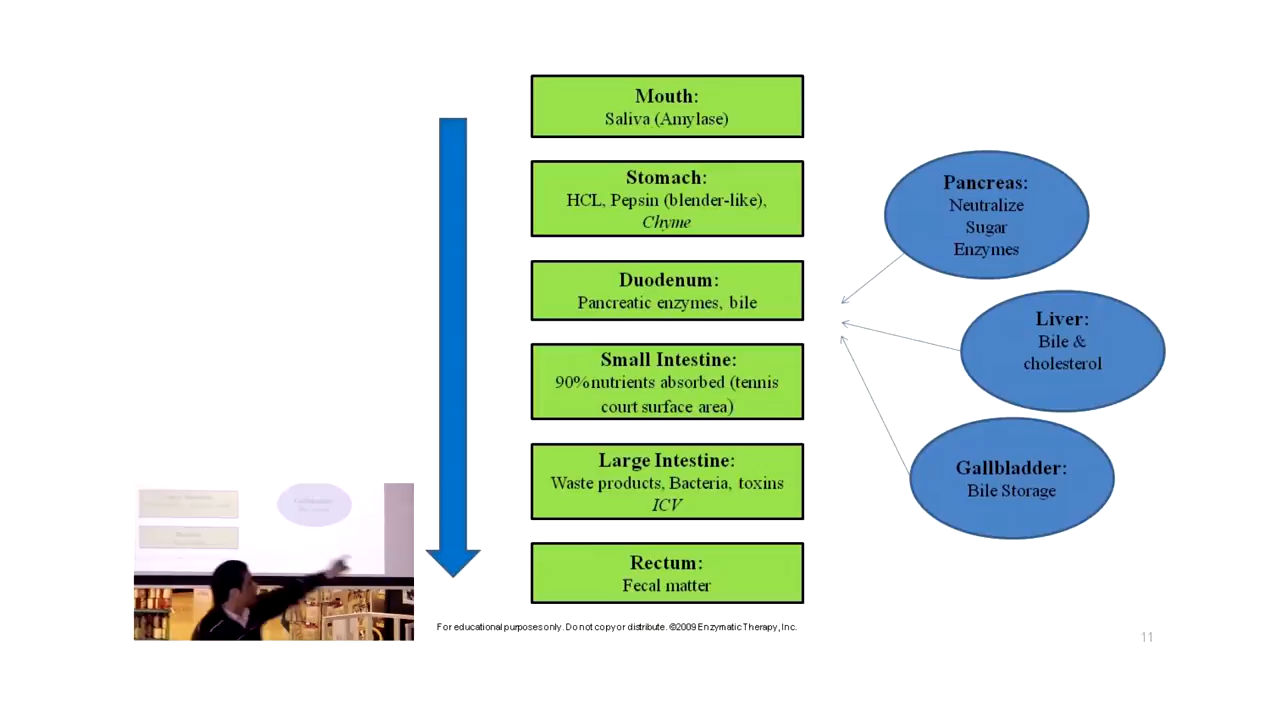 Mouth:
Saliva (Amylase)
Stomach:
HCL, Pepsin (blender-like),
Chyme
Duodenum:
Pancreatic enzymes, bile
Small Intestine:
90%nutrients absorbed (tennis
court surface area)
Large Intestine:
Waste products, Bacteria, toxins
ICV
Rectum:
Fecal matter
Pancreas:
Neutralize
Sugar
Enzymes
Liver:
Bile &
cholesterol
Gallbladder:
Bile Storage
For educational purposes only. Do not copy or distribute. ©2009 Enzymatic Therapy, Inc.
11